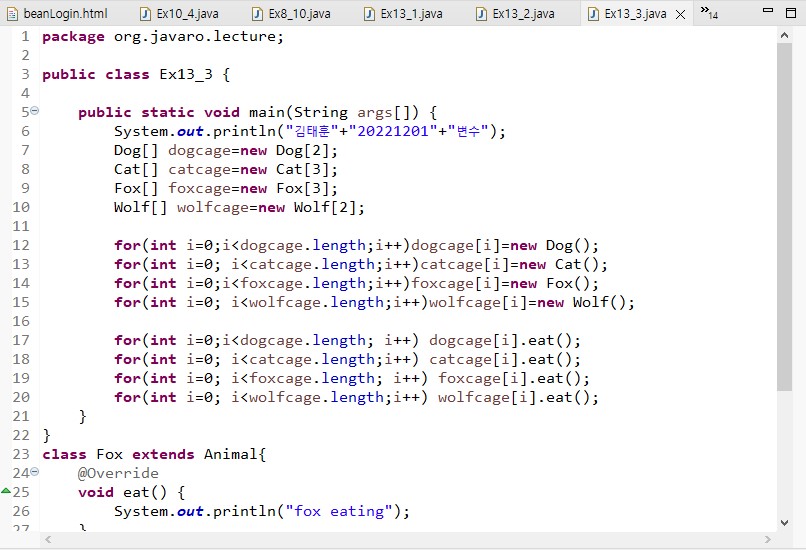 beanLogin.html Ex10_4.java Ex8_10.java Ex13_1.java Ex13_2.java Ex13_3.java »14
1 package org.javaro.lecture;
2
3 public class Ex13_3 {
4
5 public static void main(String args[]) {
6 System.out.println("김태훈"+"20221201"+"변수");
7 Dog[] dogcage=new Dog[2];
8 Cat[] catcage=new Cat[3];
9 Fox[] foxcage=new Fox[3];
10 Wolf[] wolfcage=new Wolf[2];
11
12 for(int i=0;i<dogcage.length;i++)dogcage[i]=new Dog();
13 for(int i=0; i<catcage.length;i++)catcage[i]=new Cat();
14 for(int i=0;i<foxcage.length;i++)foxcage[i]=new Fox();
15 for(int i=0; i<wolfcage.length;i++)wolfcage[i]=new Wolf();
16
17 for(int i=0;i<dogcage.length; i++) dogcage[i].eat();
18 for(int i=0; i<catcage.length;i++) catcage[i].eat();
19 for(int i=0; i<foxcage.length; i++) foxcage[i].eat();
20 for(int i=0; i<wolfcage.length;i++) wolfcage[i].eat();
21 }
22 }
23 class Fox extends Animal{
24 @Override
25 void eat() {
26 System.out.println("fox eating");
27 }